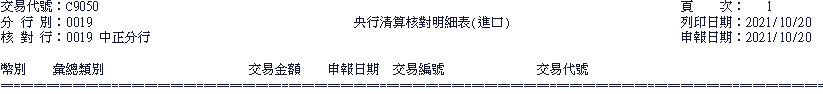 交易代號：C9050 頁 次： 1
分 行 別：0019 央行清算核對明細表(進口) 列印日期：2021/10/20
核 對 行：0019 中正分行 申報日期：2021/10/20
幣別 彙總類別 交易金額 申報日期 交易編號 交易代號